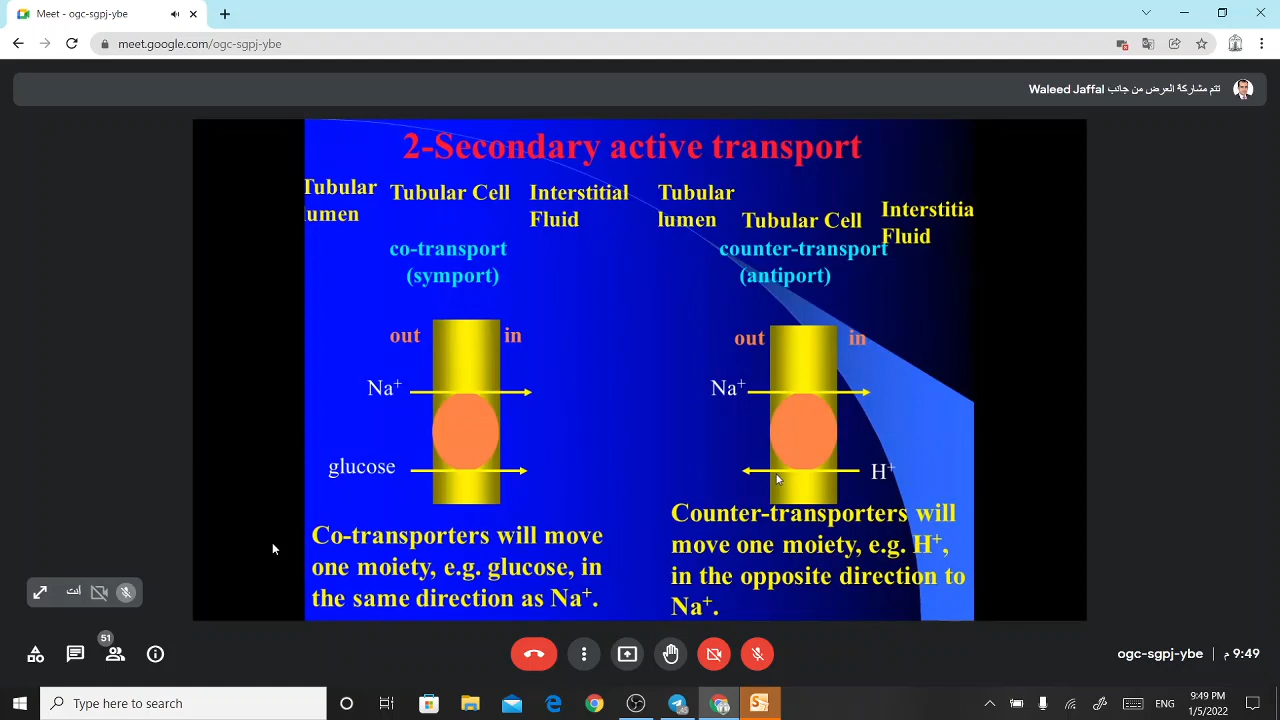 Meet - ogc-sgpj-ybe
meet.google.com/ogc-sgpj-ybe
تتم مشاركة العرض من جانب Waleed Jaffal
2-Secondary active transport
Tubular
lumen
Tubular Cell
Interstitial
Fluid
co-transport
(symport)
out
in
Na+
glucose
Co-transporters will move
one moiety, e.g. glucose, in
the same direction as Na+.
Tubular
lumen
Tubular Cell
Interstitia
Fluid
counter-transport
(antiport)
out
in
Na+
H+
Counter-transporters will
move one moiety, e.g. H+,
in the opposite direction to
Na+.
انت
51
ogc-sgpj-ybe
9:49 م
Type here to search
ENG
9:49 PM
1/5/2022